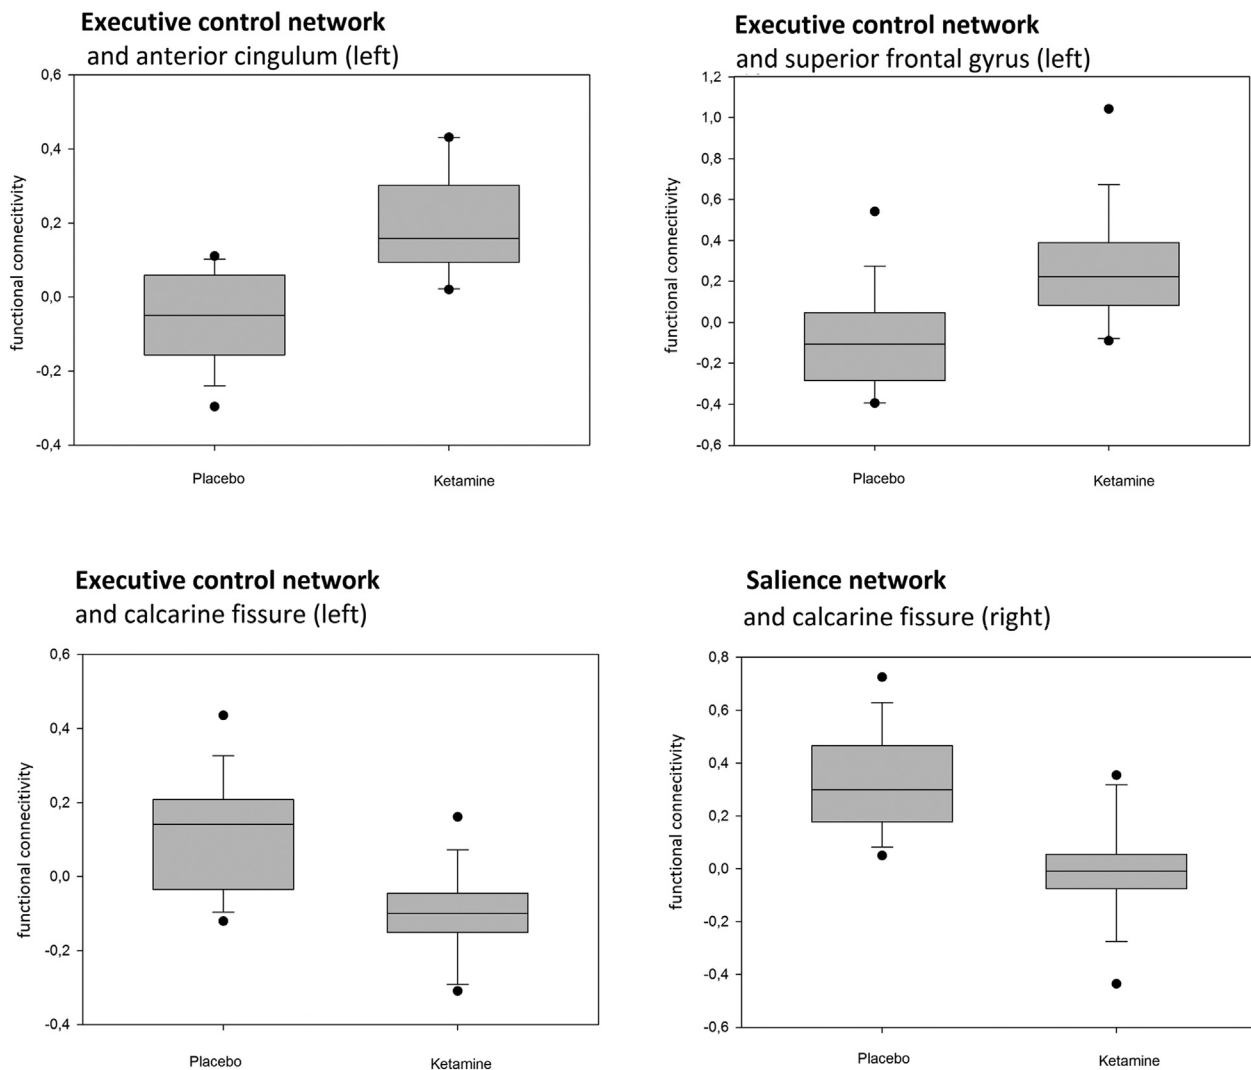 Executive control network
and anterior cingulum (left)
0,6
0,4
0,2
0,0
-0,2
-0,4
functional connecitivity
Placebo
Ketamine
Executive control network
and superior frontal gyrus (left)
1,2
1,0
0,8
0,6
0,4
0,2
0,0
-0,2
-0,4
-0,6
functional connecitivity
Placebo
Ketamine
Executive control network
and calcarine fissure (left)
0,6
0,4
0,2
0,0
-0,2
-0,4
functional connecitivity
Placebo
Ketamine
Salience network
and calcarine fissure (right)
0,8
0,6
0,4
0,2
0,0
-0,2
-0,4
-0,6
functional connecitivity
Placebo
Ketamine